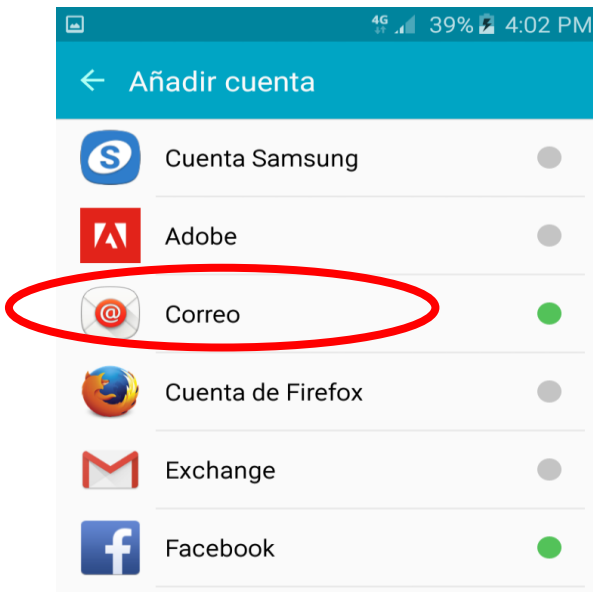 4G 39% 4:02 PM
Añadir cuenta
Cuenta Samsung
Adobe
Correo
Cuenta de Firefox
Exchange
Facebook